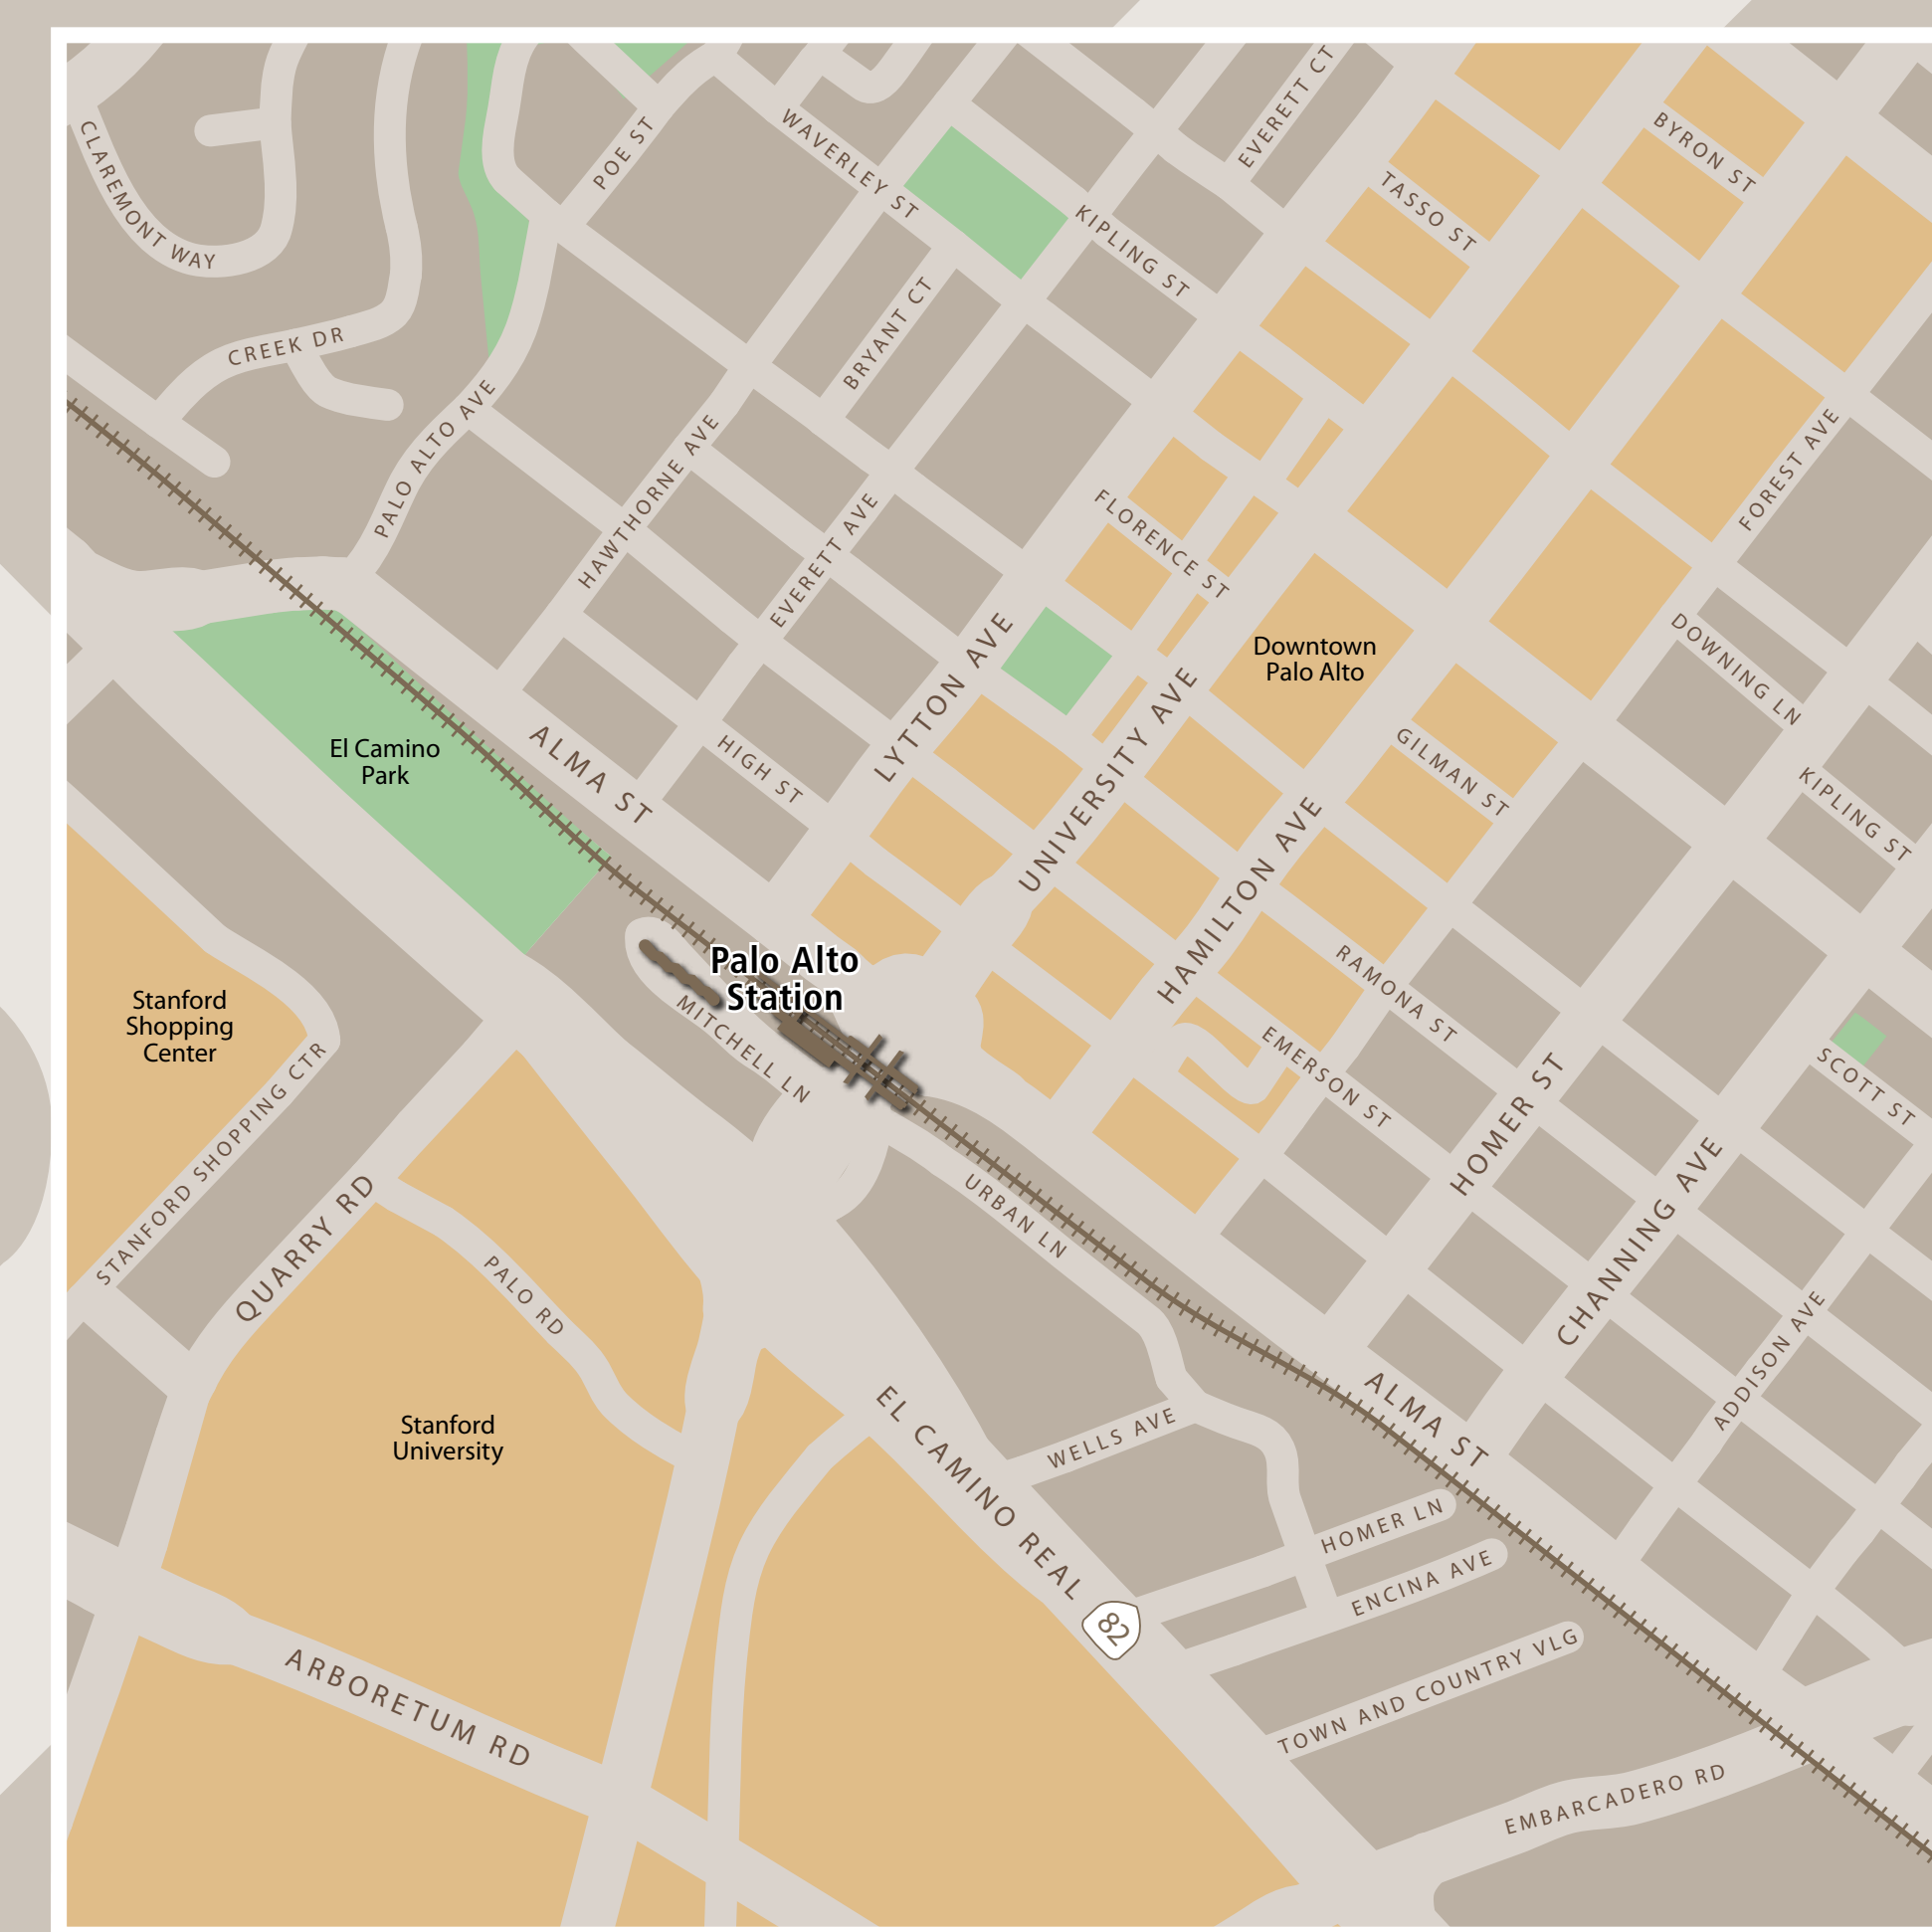 EVERETT CT
CLAREMONT WAY
POE ST
WAVERLEY ST
BYRON ST
TASSO ST
KIPLING ST
BRYANT CT
CREEK DR
PALO ALTO AVE
HAWTHORNE AVE
EVERETT AVE
FLORENCE ST
FOREST AVE
LYTTON AVE
Downtown
Palo Alto
DOWNING LN
El Camino
Park
ALMA ST
HIGH ST
UNIVERSITY AVE
GILMAN ST
KIPLING ST
HAMILTON AVE
Palo Alto
Station
MITCHELL LN
RAMONA ST
EMERSON ST
Stanford
Shopping
Center
STANFORD SHOPPING CTR
HOMER ST
SCOTT ST
QUARRY RD
PALO RD
URBAN LN
CHANNING AVE
ADDISON AVE
Stanford
University
EL CAMINO REAL
WELLS AVE
ALMA ST
HOMER LN
ENCINA AVE
82
TOWN AND COUNTRY VLG
ARBORETUM RD
EMBARCADERO RD